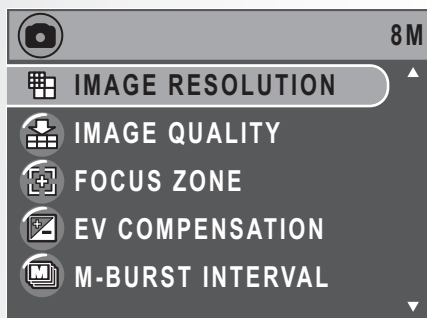 8M
IMAGE RESOLUTION
IMAGE QUALITY
FOCUS ZONE
EV COMPENSATION
M-BURST INTERVAL